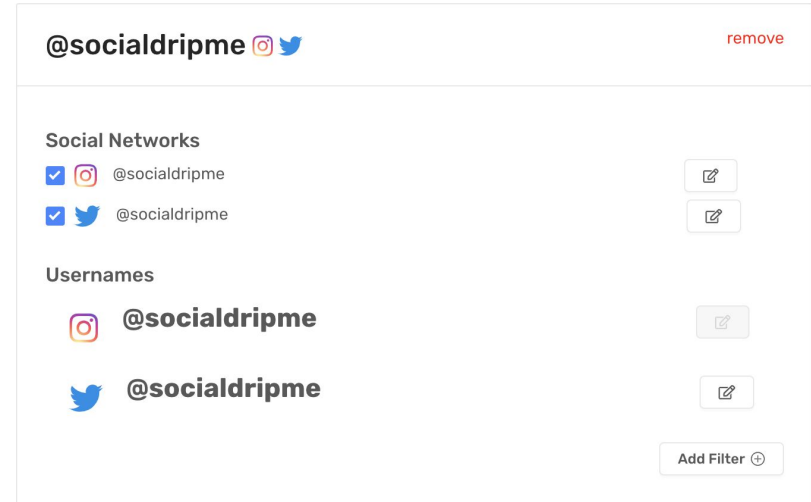 @socialdripme
remove
Social Networks
@socialdripme
@socialdripme
Usernames
@socialdripme
@socialdripme
Add Filter